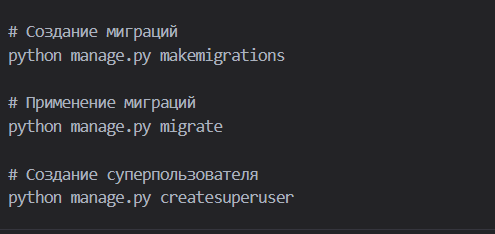 # Создание миграций
python manage.py makemigrations
# Применение миграций
python manage.py migrate
# Создание суперпользователя
python manage.py createsuperuser